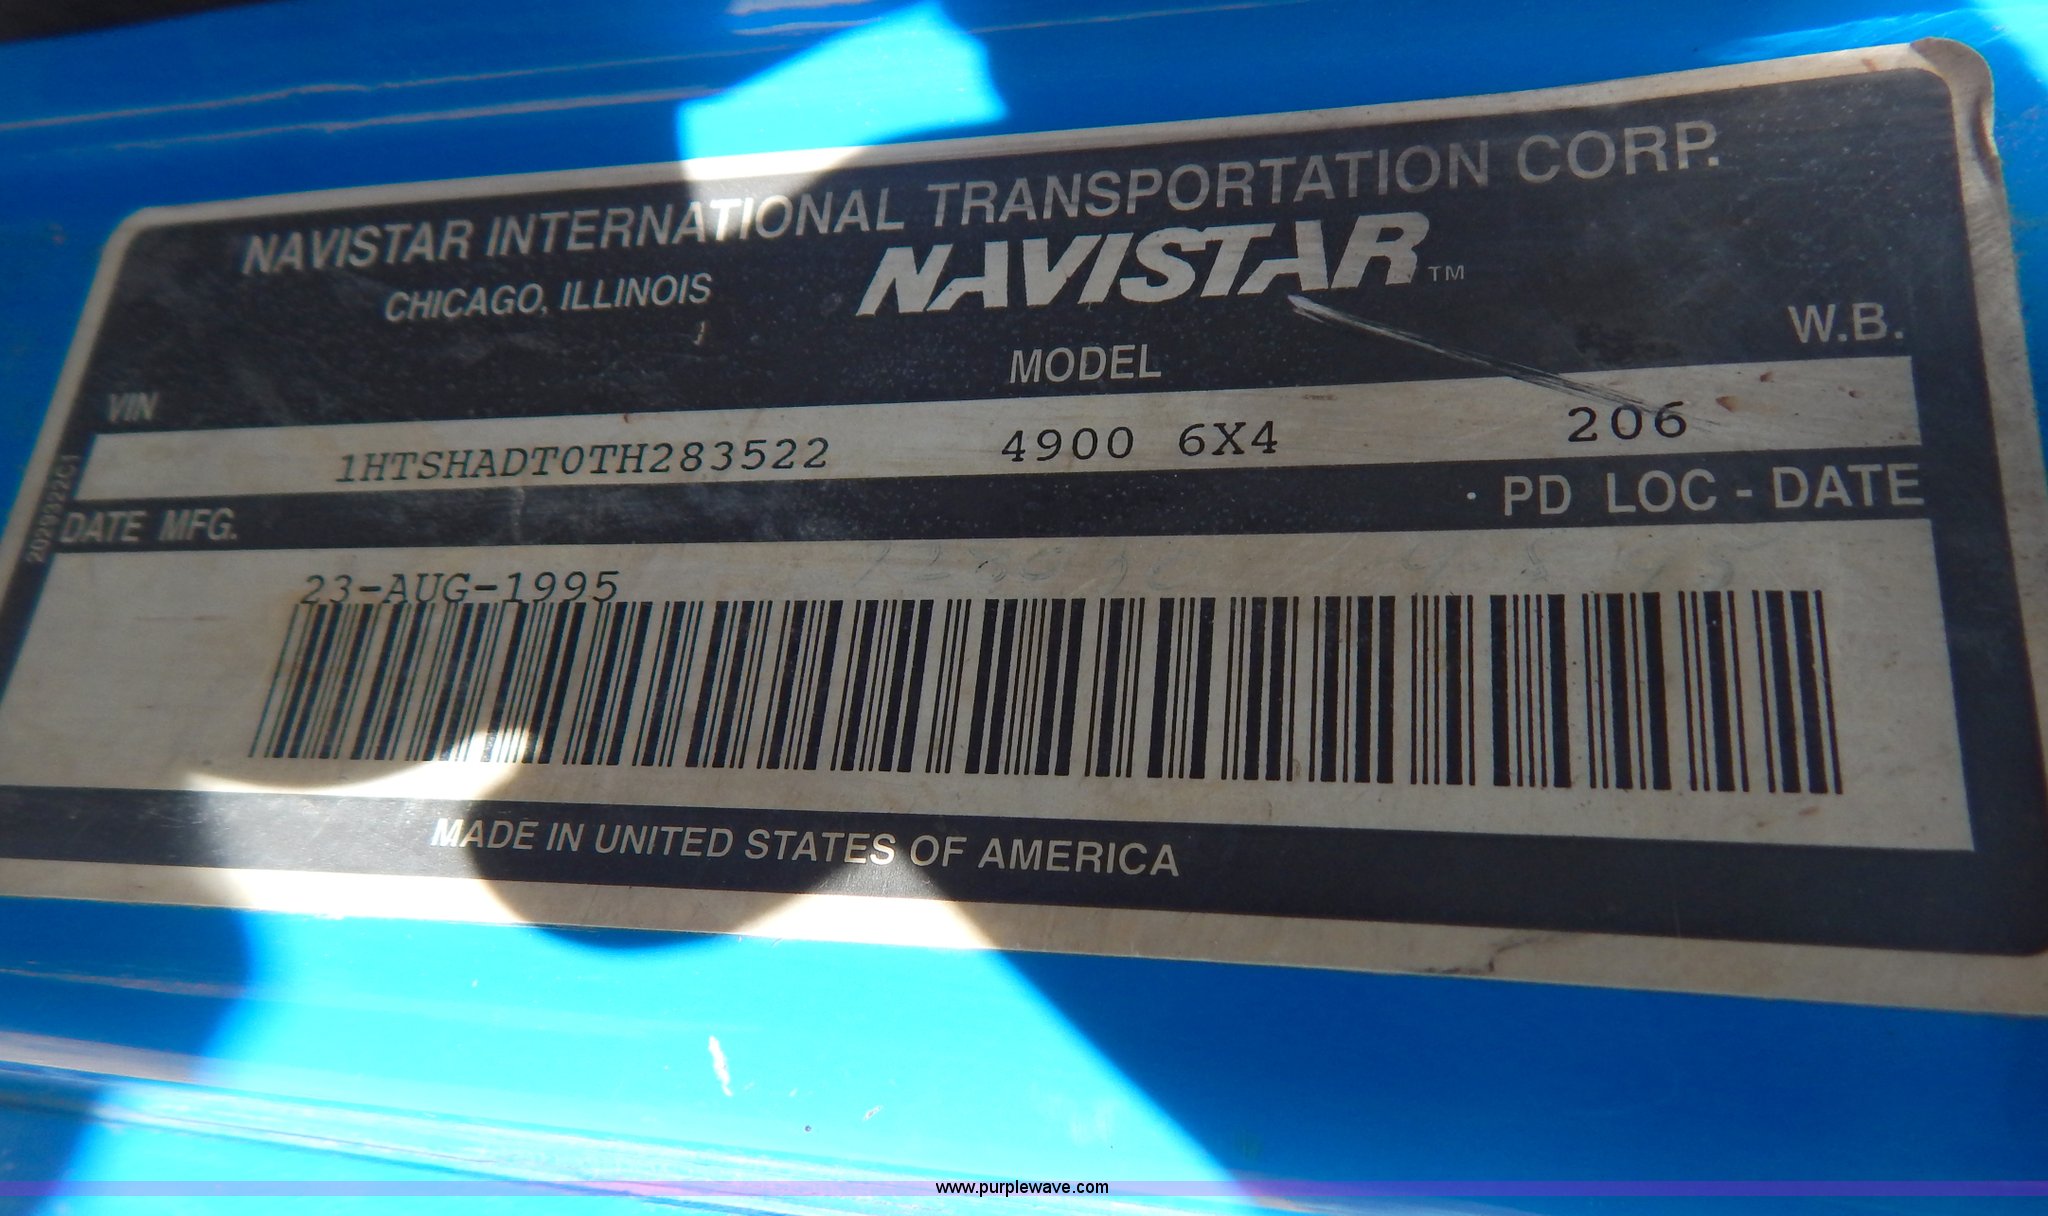 NAVISTAR INTERNATIONAL TRANSPORTATION CORP.
CHICAGO, ILLINOIS
NAVISTAR™
VIN MODEL W.B.
1HTSHADT0TH283522 4900 6X4 206
2029322C1
DATE MFG. PD LOC - DATE
23-AUG-1995
MADE IN UNITED STATES OF AMERICA
www.purplewave.com